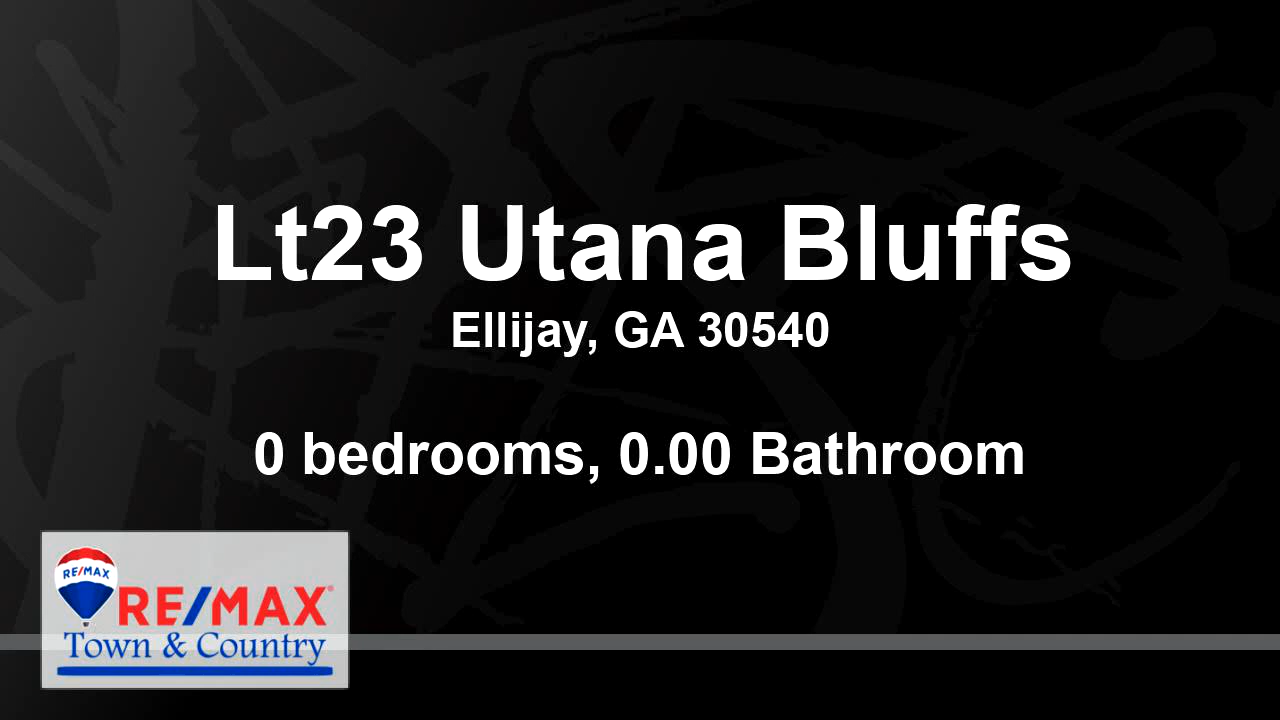 Lt23 Utana Bluffs
Ellijay, GA 30540
0 bedrooms, 0.00 Bathroom
RE/MAX
RE/MAX®
Town & Country